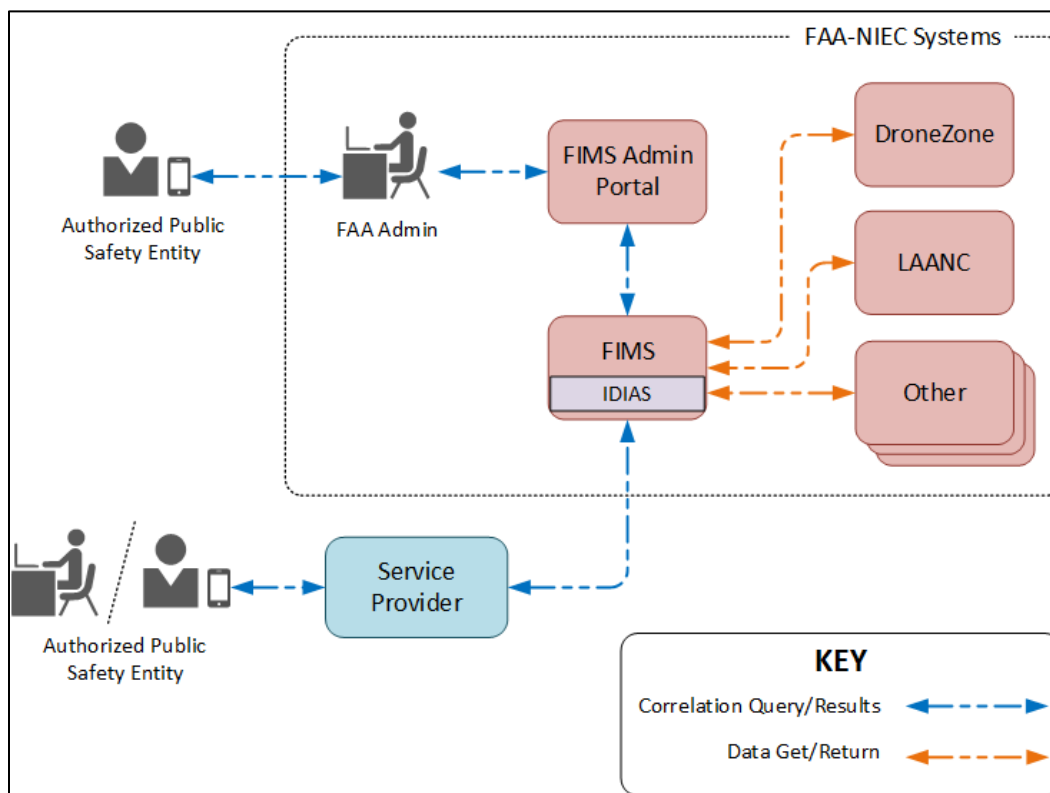 FAA-NIEC Systems
DroneZone
FIMS Admin
Portal
Authorized Public
Safety Entity
FAA Admin
LAANC
FIMS
IDIAS
Other
Service
Provider
Authorized Public
Safety Entity
KEY
Correlation Query/Results
Data Get/Return